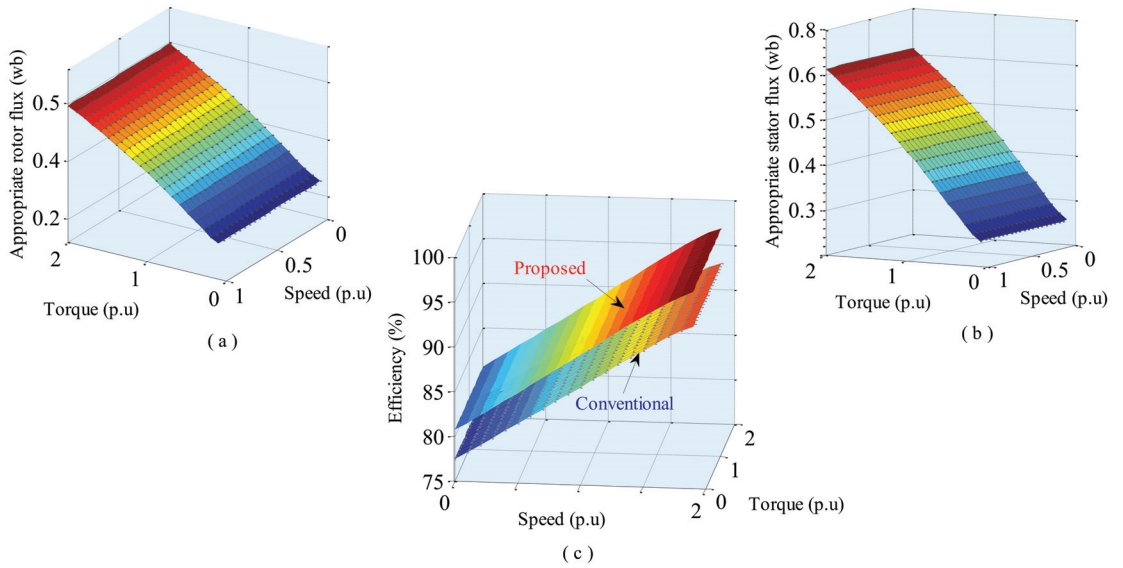 Appropriate rotor flux (wb)
0.5
0.4
0.2
2
1
0
Torque (p.u)
1
0.5
0
Speed (p.u)
( a )
Appropriate stator flux (wb)
0.8
0.6
0.5
0.4
0.3
2
1
0
Torque (p.u)
1
0.5
0
Speed (p.u)
( b )
Efficiency (%)
100
95
90
85
80
75
Proposed
Conventional
0
2
Speed (p.u)
0
1
2
Torque (p.u)
( c )